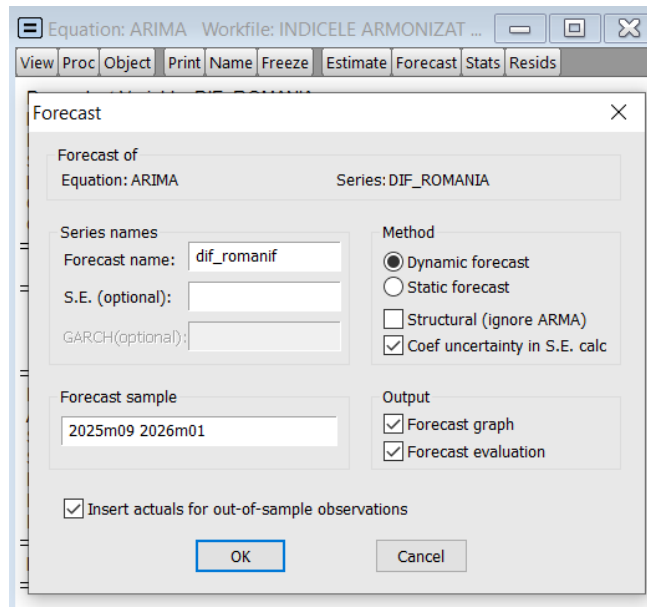 Equation: ARIMA Workfile: INDICELE ARMONIZAT ...
View Proc Object Print Name Freeze Estimate Forecast Stats Resids
Forecast
Forecast of
Equation: ARIMA Series: DIF_ROMANIA
Series names
Forecast name: dif_romanif
S.E. (optional):
GARCH(optional):
Method
Dynamic forecast
Static forecast
Structural (ignore ARMA)
Coef uncertainty in S.E. calc
Forecast sample
2025m09 2026m01
Output
Forecast graph
Forecast evaluation
Insert actuals for out-of-sample observations
OK Cancel